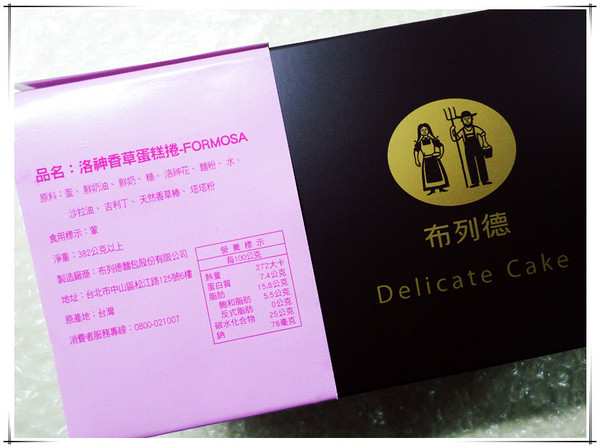 品名：洛神香草蛋糕捲-FORMOSA
原料：蛋、鮮奶油、鮮奶、糖、洛神花、麵粉、水、
沙拉油、吉利丁、天然香草棒、塔塔粉
食用標示：葷
淨重：382公克以上
製造廠商：布列德麵包股份有限公司
地址：台北市中山區松江路125號6樓
原產地：台灣
消費者服務專線：0800-021007
營養標示
每100公克
熱量 272大卡
蛋白質 7.4公克
脂肪 15.8公克
飽和脂肪 5.5公克
反式脂肪 0公克
碳水化合物 25公克
鈉 78毫克
布列德
Delicate Cake